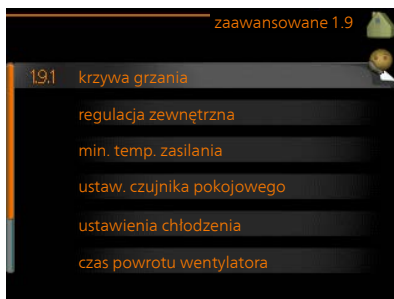 zaawansowane 1.9
1.9.1 krzywa grzania
regulacja zewnętrzna
min. temp. zasilania
ustaw. czujnika pokojowego
ustawienia chłodzenia
czas powrotu wentylatora